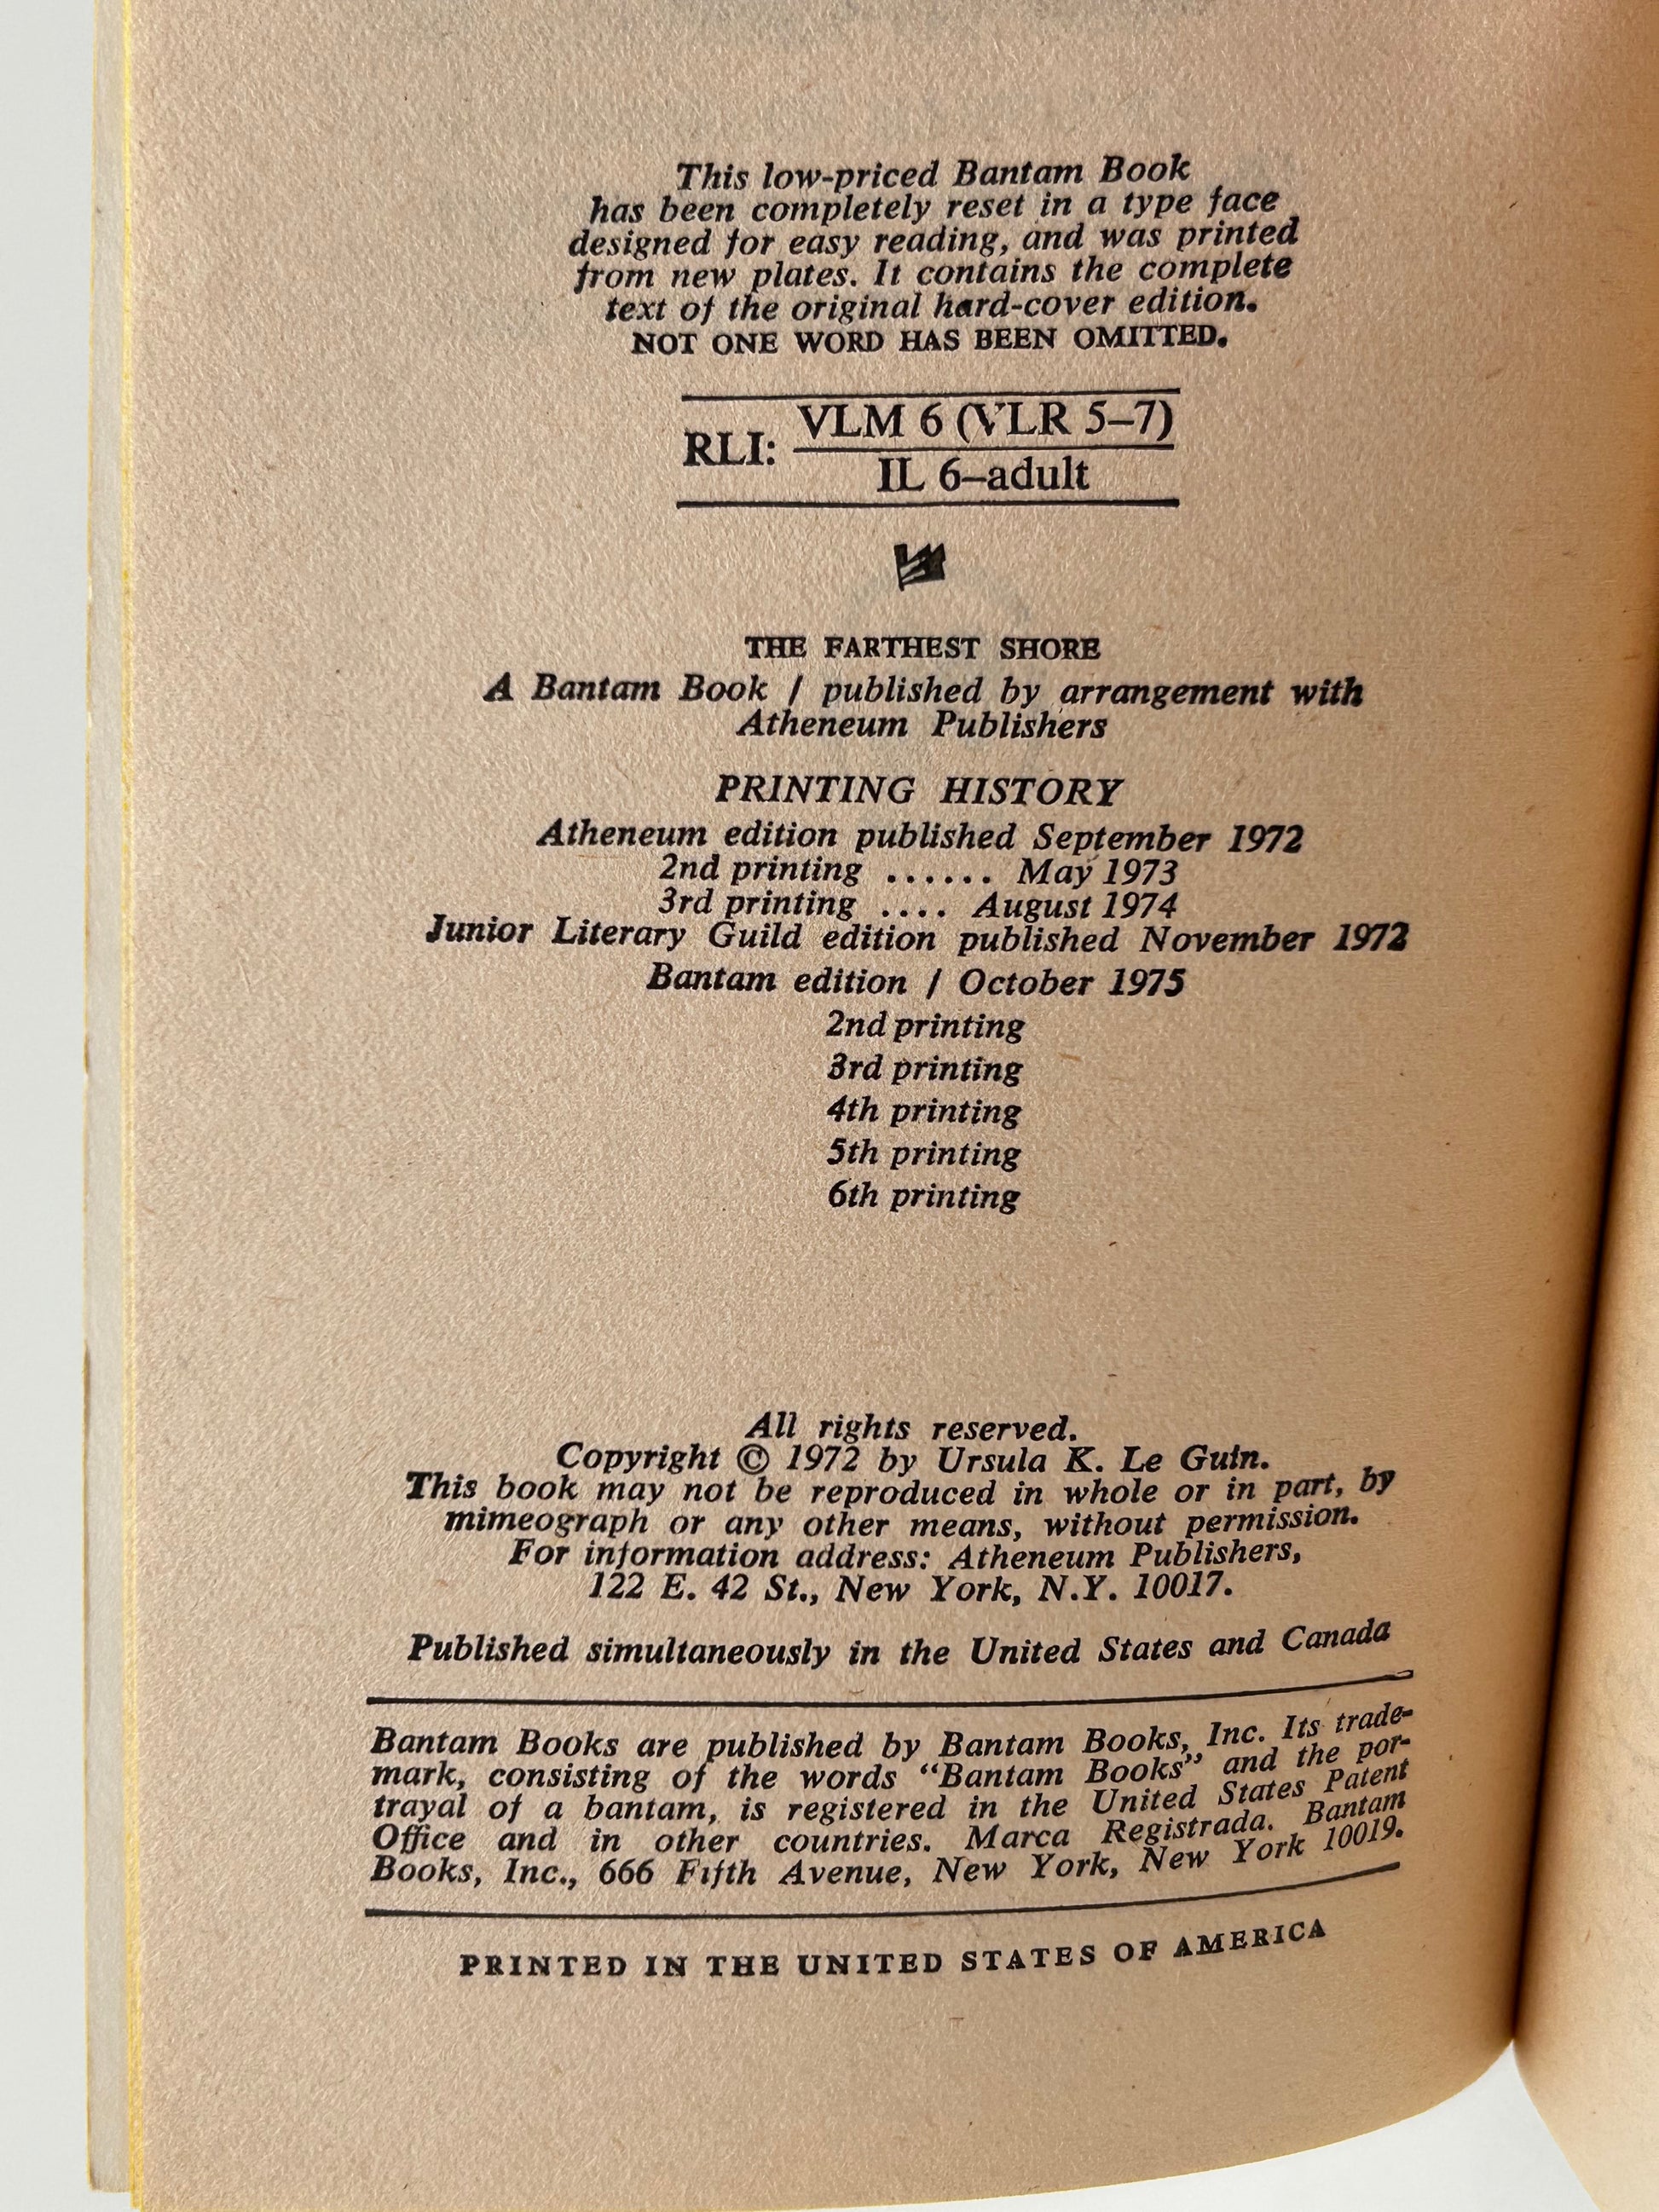 This low-priced Bantam Book
has been completely reset in a type face
designed for easy reading, and was printed
from new plates. It contains the complete
text of the original hard-cover edition.
NOT ONE WORD HAS BEEN OMITTED.
RLI: VLM 6 (VLR 5–7)
IL 6–adult
THE FARTHEST SHORE
A Bantam Book / published by arrangement with
Atheneum Publishers
PRINTING HISTORY
Atheneum edition published September 1972
2nd printing ...... May 1973
3rd printing .... August 1974
Junior Literary Guild edition published November 1972
Bantam edition / October 1975
2nd printing
3rd printing
4th printing
5th printing
6th printing
All rights reserved.
Copyright © 1972 by Ursula K. Le Guin.
This book may not be reproduced in whole or in part, by
mimeograph or any other means, without permission.
For information address: Atheneum Publishers,
122 E. 42 St., New York, N.Y. 10017.
Published simultaneously in the United States and Canada
Bantam Books are published by Bantam Books, Inc. Its trade-
mark, consisting of the words “Bantam Books” and the por-
trayal of a bantam, is registered in the United States Patent
Office and in other countries. Marca Registrada. Bantam
Books, Inc., 666 Fifth Avenue, New York, New York 10019.
PRINTED IN THE UNITED STATES OF AMERICA